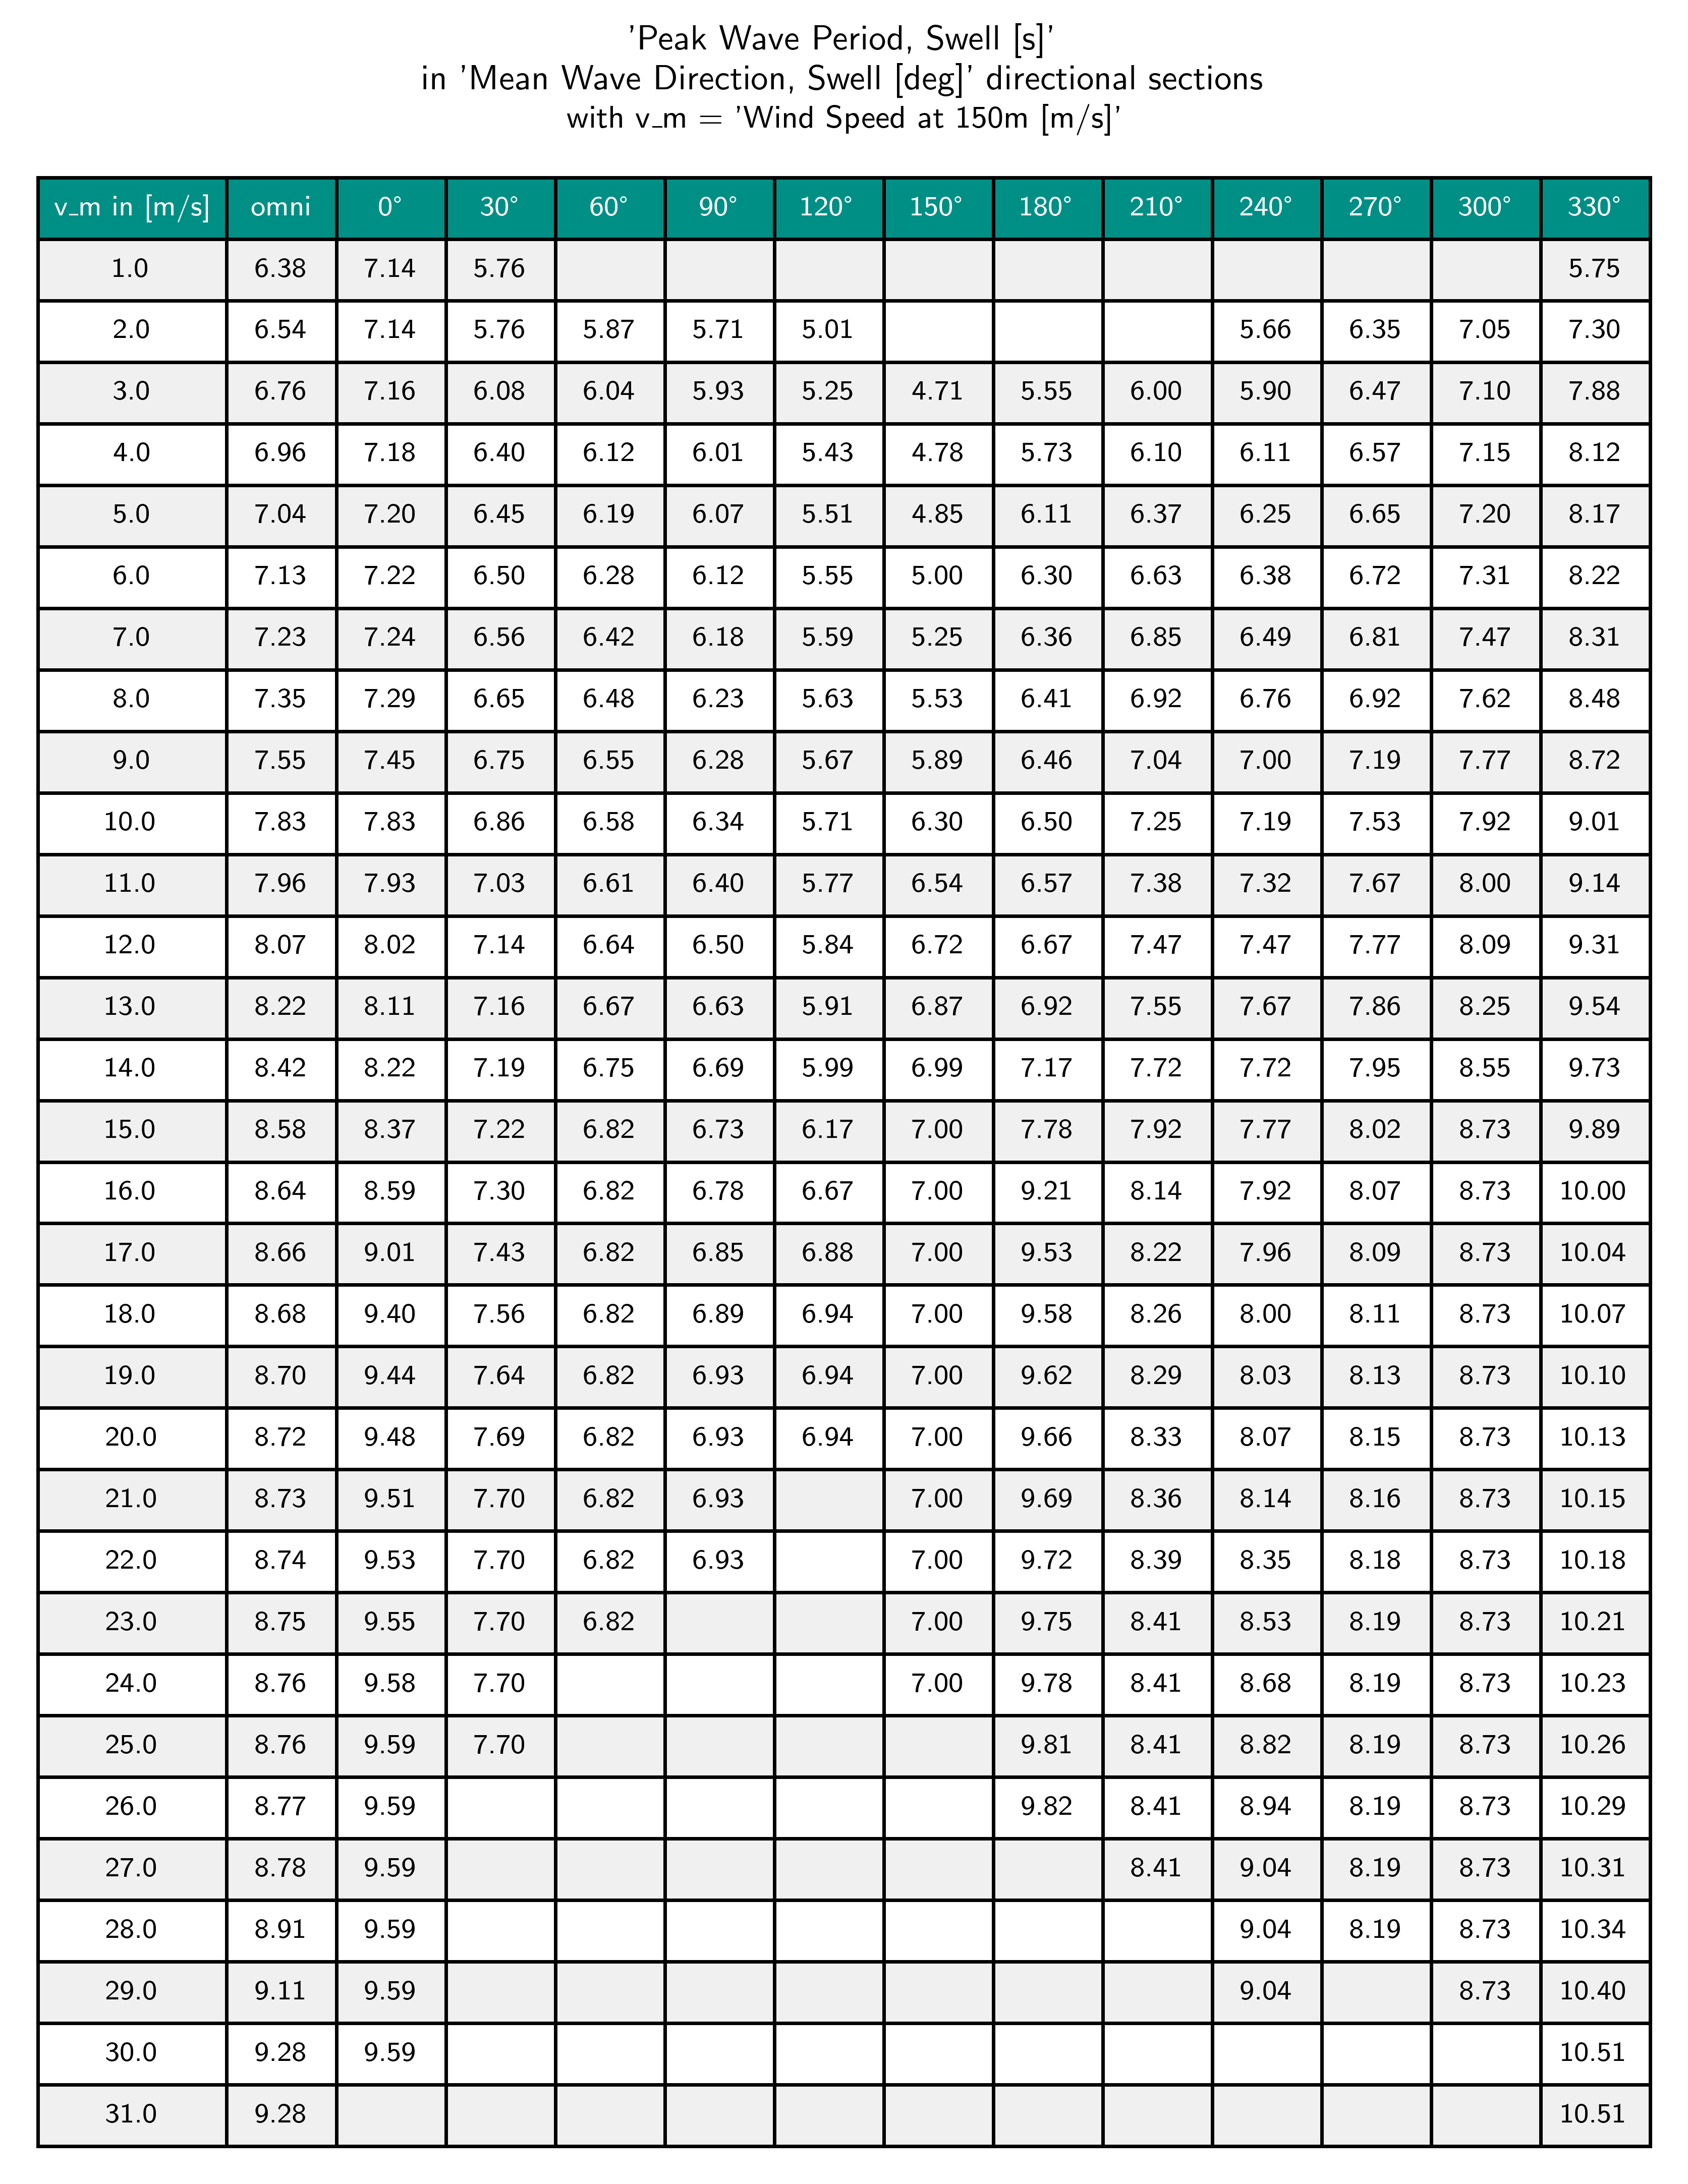 'Peak Wave Period, Swell [s]'
in 'Mean Wave Direction, Swell [deg]' directional sections
with v_m = 'Wind Speed at 150m [m/s]'
v_m in [m/s] omni 0° 30° 60° 90° 120° 150° 180° 210° 240° 270° 300° 330°
1.0 6.38 7.14 5.76 5.75
2.0 6.54 7.14 5.76 5.87 5.71 5.01 5.66 6.35 7.05 7.30
3.0 6.76 7.16 6.08 6.04 5.93 5.25 4.71 5.55 6.00 5.90 6.47 7.10 7.88
4.0 6.96 7.18 6.40 6.12 6.01 5.43 4.78 5.73 6.10 6.11 6.57 7.15 8.12
5.0 7.04 7.20 6.45 6.19 6.07 5.51 4.85 6.11 6.37 6.25 6.65 7.20 8.17
6.0 7.13 7.22 6.50 6.28 6.12 5.55 5.00 6.30 6.63 6.38 6.72 7.31 8.22
7.0 7.23 7.24 6.56 6.42 6.18 5.59 5.25 6.36 6.85 6.49 6.81 7.47 8.31
8.0 7.35 7.29 6.65 6.48 6.23 5.63 5.53 6.41 6.92 6.76 6.92 7.62 8.48
9.0 7.55 7.45 6.75 6.55 6.28 5.67 5.89 6.46 7.04 7.00 7.19 7.77 8.72
10.0 7.83 7.83 6.86 6.58 6.34 5.71 6.30 6.50 7.25 7.19 7.53 7.92 9.01
11.0 7.96 7.93 7.03 6.61 6.40 5.77 6.54 6.57 7.38 7.32 7.67 8.00 9.14
12.0 8.07 8.02 7.14 6.64 6.50 5.84 6.72 6.67 7.47 7.47 7.77 8.09 9.31
13.0 8.22 8.11 7.16 6.67 6.63 5.91 6.87 6.92 7.55 7.67 7.86 8.25 9.54
14.0 8.42 8.22 7.19 6.75 6.69 5.99 6.99 7.17 7.72 7.72 7.95 8.55 9.73
15.0 8.58 8.37 7.22 6.82 6.73 6.17 7.00 7.78 7.92 7.77 8.02 8.73 9.89
16.0 8.64 8.59 7.30 6.82 6.78 6.67 7.00 9.21 8.14 7.92 8.07 8.73 10.00
17.0 8.66 9.01 7.43 6.82 6.85 6.88 7.00 9.53 8.22 7.96 8.09 8.73 10.04
18.0 8.68 9.40 7.56 6.82 6.89 6.94 7.00 9.58 8.26 8.00 8.11 8.73 10.07
19.0 8.70 9.44 7.64 6.82 6.93 6.94 7.00 9.62 8.29 8.03 8.13 8.73 10.10
20.0 8.72 9.48 7.69 6.82 6.93 6.94 7.00 9.66 8.33 8.07 8.15 8.73 10.13
21.0 8.73 9.51 7.70 6.82 6.93 7.00 9.69 8.36 8.14 8.16 8.73 10.15
22.0 8.74 9.53 7.70 6.82 6.93 7.00 9.72 8.39 8.35 8.18 8.73 10.18
23.0 8.75 9.55 7.70 6.82 7.00 9.75 8.41 8.53 8.19 8.73 10.21
24.0 8.76 9.58 7.70 7.00 9.78 8.41 8.68 8.19 8.73 10.23
25.0 8.76 9.59 7.70 9.81 8.41 8.82 8.19 8.73 10.26
26.0 8.77 9.59 9.82 8.41 8.94 8.19 8.73 10.29
27.0 8.78 9.59 8.41 9.04 8.19 8.73 10.31
28.0 8.91 9.59 9.04 8.19 8.73 10.34
29.0 9.11 9.59 9.04 8.73 10.40
30.0 9.28 9.59 10.51
31.0 9.28 10.51